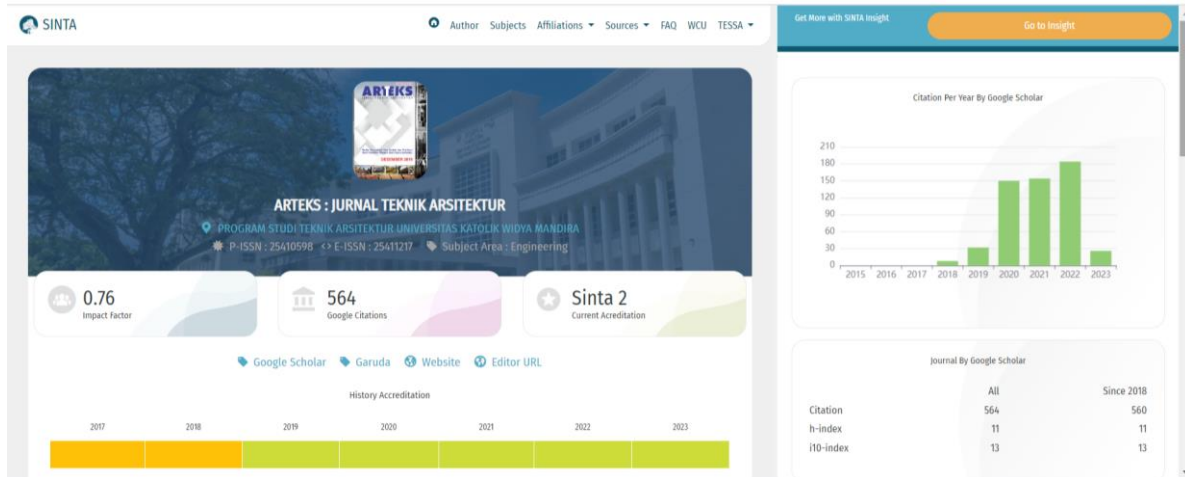 SINTA
Author Subjects Affiliations Sources FAQ WCU TESSA
ARTEKS
DECEMBER 2019
ARTEKS : JURNAL TEKNIK ARSITEKTUR
PROGRAM STUDI TEKNIK ARSITEKTUR UNIVERSITAS KATOLIK WIDYA MANDIRA
P-ISSN : 25410598 <> E-ISSN : 25411217 Subject Area : Engineering
0.76
Impact Factor
564
Google Citations
Sinta 2
Current Acreditation
Google Scholar Garuda Website Editor URL
History Accreditation
2017 2018 2019 2020 2021 2022 2023
Get More with SINTA Insight
Go to Insight
Citation Per Year By Google Scholar
210
180
150
120
90
60
30
0
2015 2016 2017 2018 2019 2020 2021 2022 2023
Journal By Google Scholar
All Since 2018
Citation 564 560
h-index 11 11
i10-index 13 13